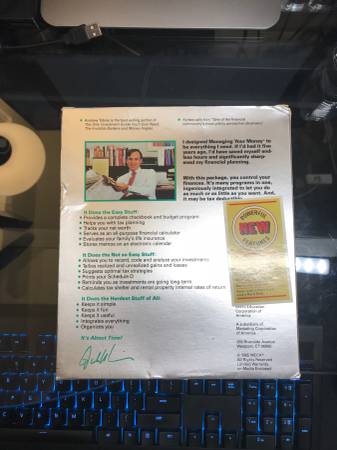 • Andrew Tobias is the best selling author of
The Only Investment Guide You'll Ever Need,
The Invisible Bankers and Money Angles.
• Forbes calls him "One of the financial
community's most pithy, perceptive observers."
I designed Managing Your Money® to
be everything I need. If I'd had it five
years ago, I'd have saved myself end-
less hours and significantly sharp-
ened my financial planning.
With this package, you control your
finances. It's many programs in one,
ingeniously integrated to let you do
as much or as little as you want. And,
it may be tax deductible.
It Does the Easy Stuff:
• Provides a complete checkbook and budget program
• Helps you with tax planning
• Tracks your net worth
• Serves as an all-purpose financial calculator
• Evaluates your family's life insurance
• Stores memos on an electronic calendar
It Does the Not so Easy Stuff:
• Allows you to record, code and analyze your investments
• Tallies realized and unrealized gains and losses
• Suggests optimal tax strategies
• Prints your Schedule D
• Reminds you as investments are going long-term
• Calculates tax shelter and rental property internal rates of return
It Does the Hardest Stuff of All:
• Keeps it simple
• Keeps it fun
• Keeps it useful
• Integrates everything
• Organizes you
It's About Time!
POWERFUL
NEW
FEATURES
Micro Education
Corporation of America
A subsidiary of
Marketing Corporation
of America
285 Riverside Avenue
Westport, CT 06880
© 1985 MECA®
All Rights Reserved
Limited Warranty
on Media Enclosed